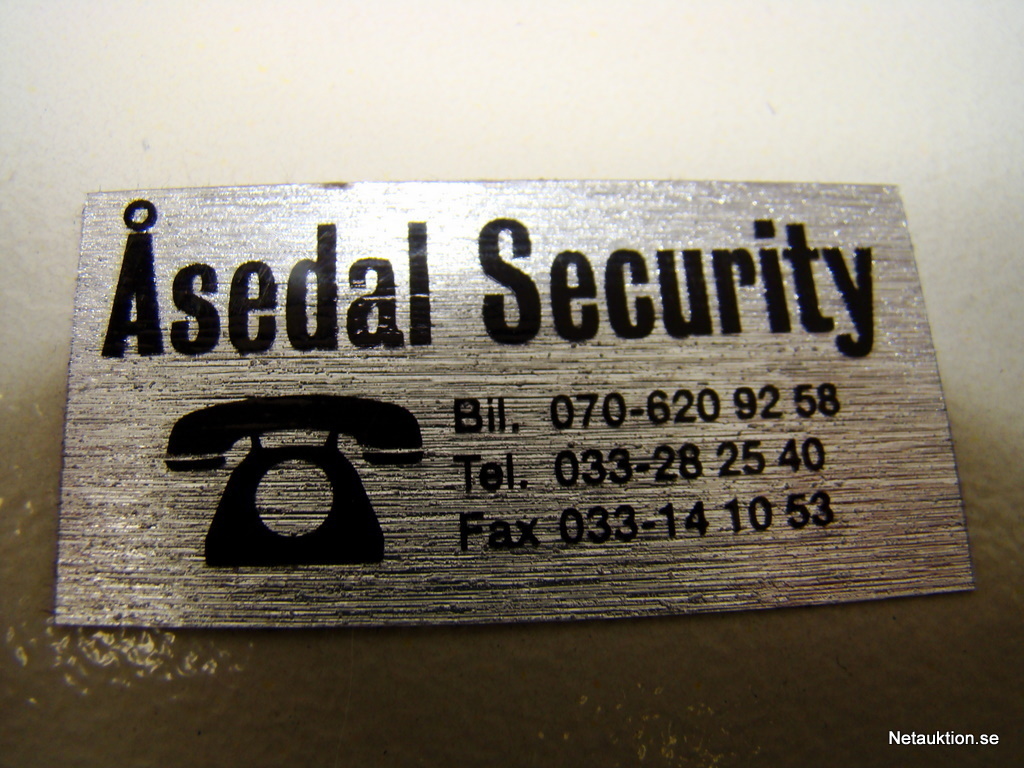 Åsedal Security
Bil. 070-620 92 58
Tel. 033-28 25 40
Fax 033-14 10 53
Netauktion.se